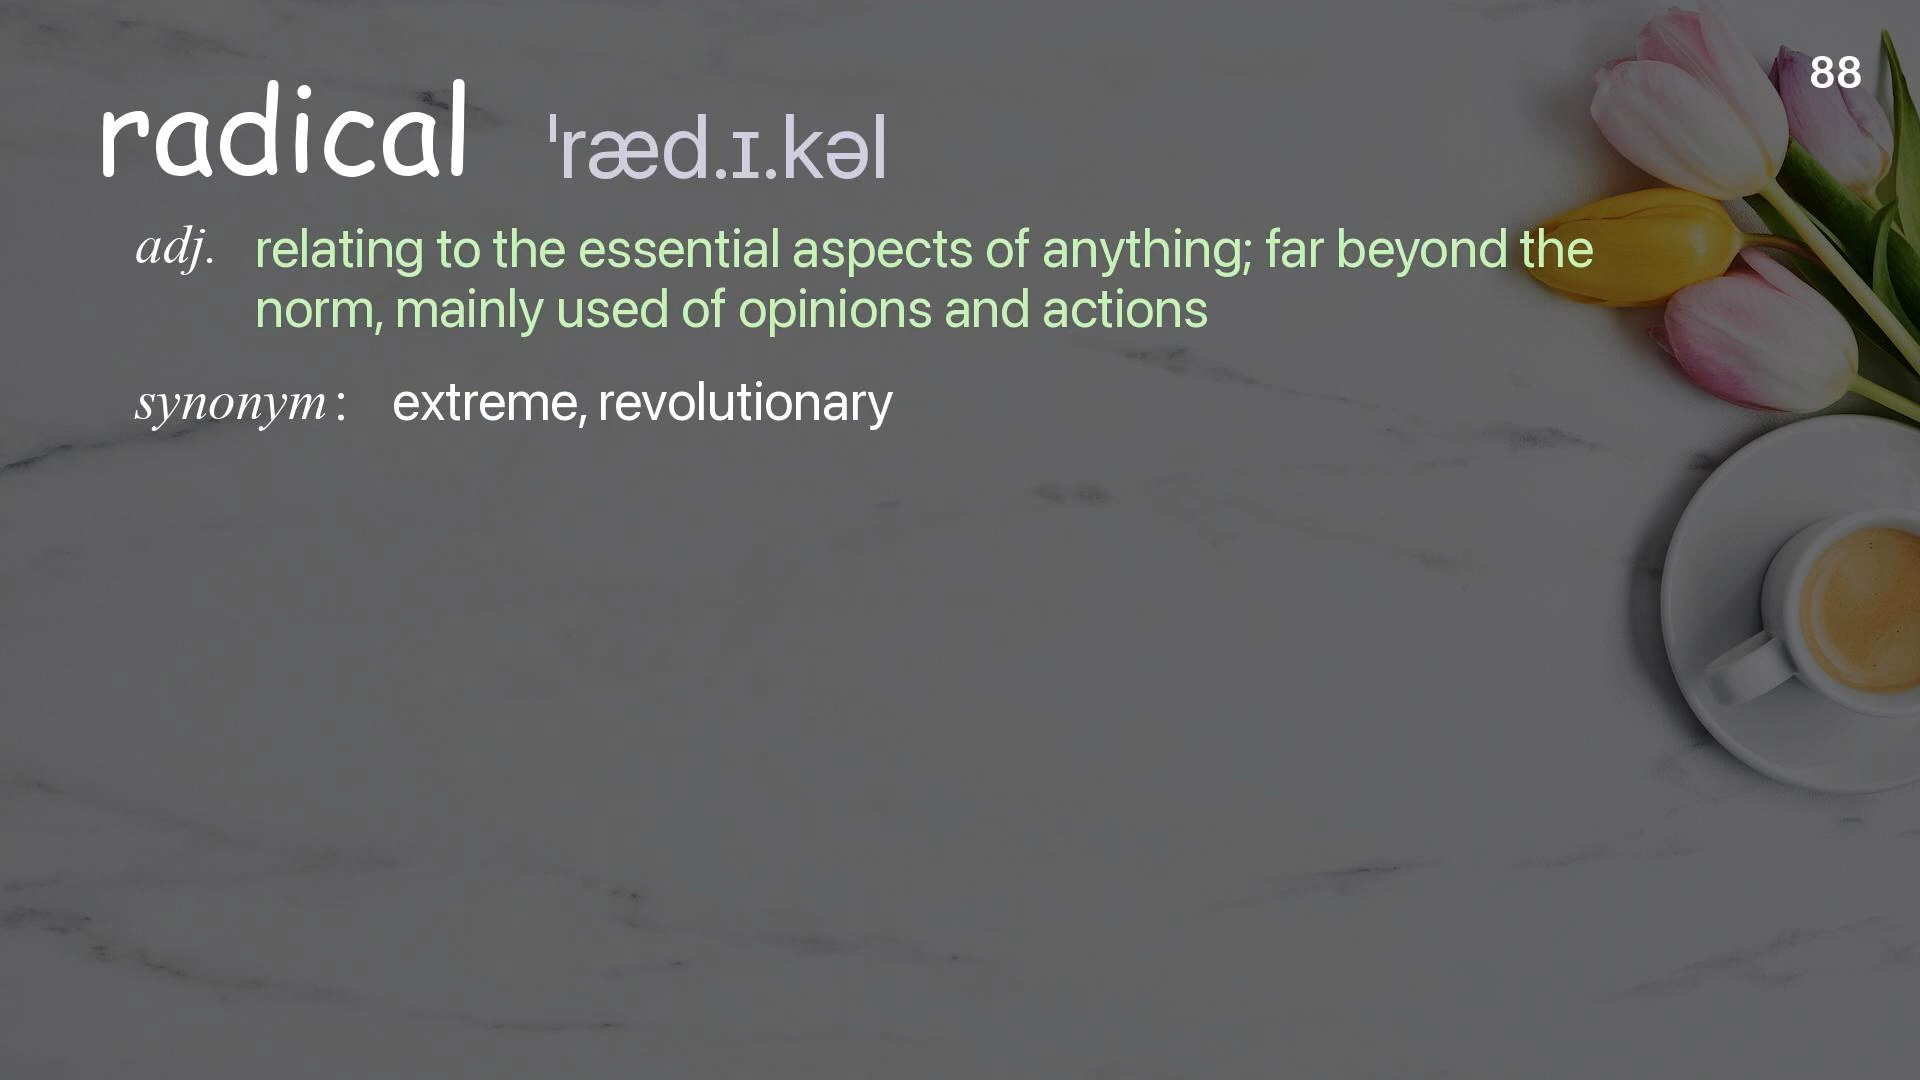 88
radical ˈræd.ɪ.kəl
adj. relating to the essential aspects of anything; far beyond the
norm, mainly used of opinions and actions
synonym : extreme, revolutionary